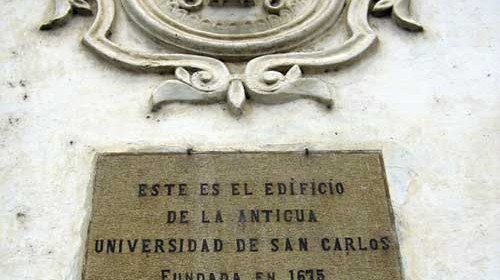 ESTE ES EL EDIFICIO
DE LA ANTIGUA
UNIVERSIDAD DE SAN CARLOS
FUNDADA EN 1675